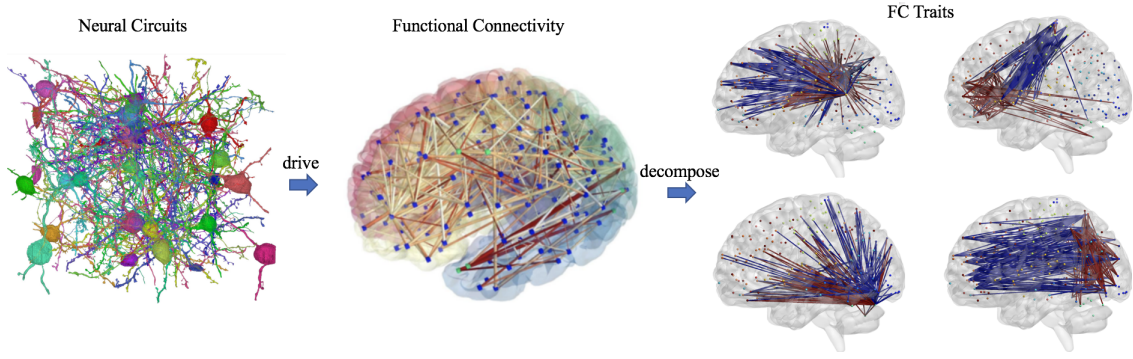 Neural Circuits
drive
Functional Connectivity
decompose
FC Traits